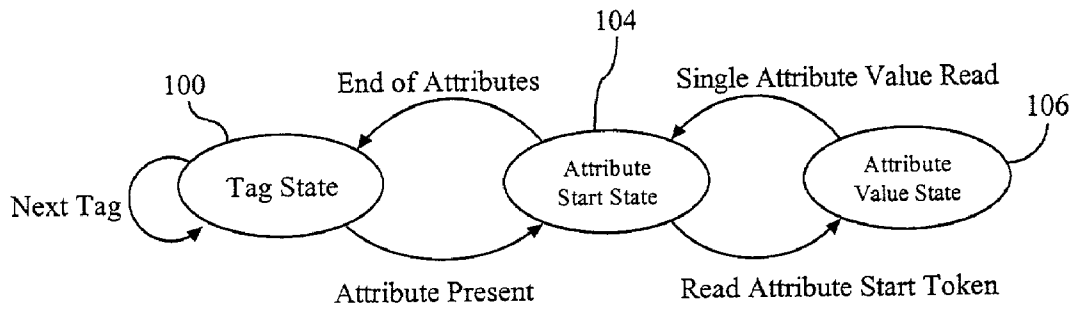 104
100
End of Attributes
Single Attribute Value Read
106
Next Tag
Tag State
Attribute
Start State
Attribute
Value State
Attribute Present
Read Attribute Start Token